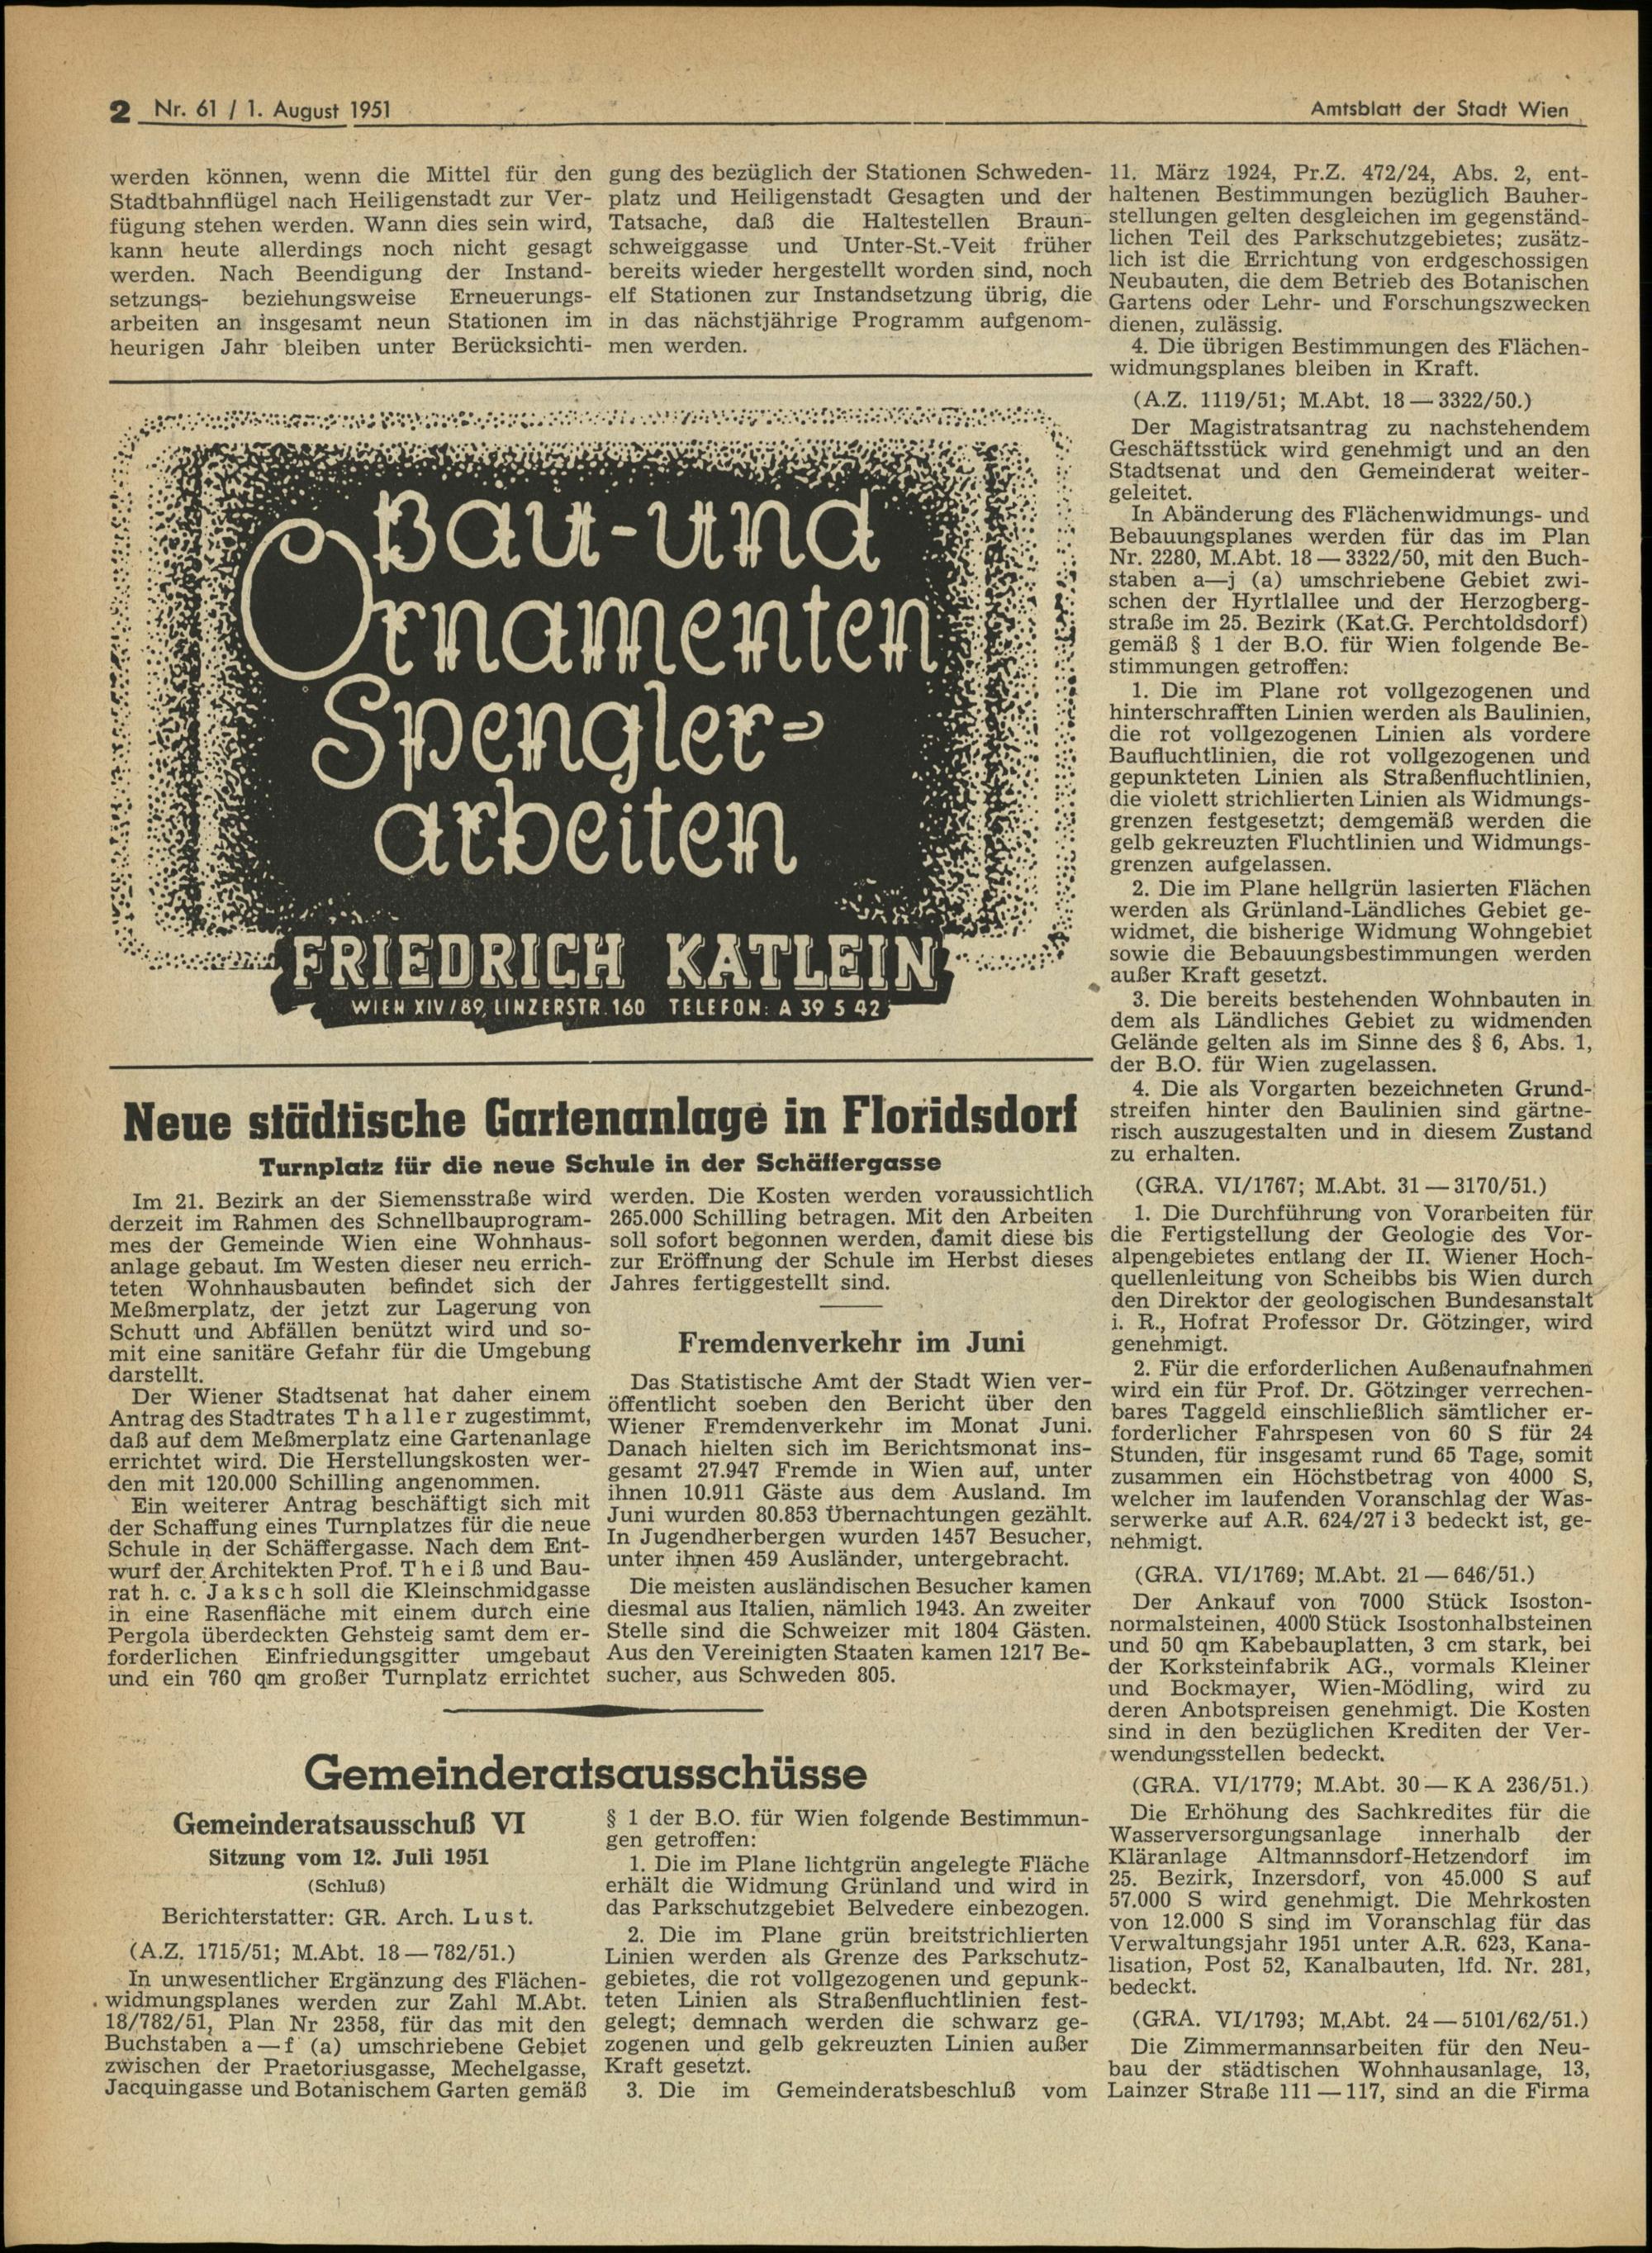 2 Nr. 61 / 1. August 1951
Amtsblatt der Stadt Wien
werden können, wenn die Mittel für den
Stadtbahnflügel nach Heiligenstadt zur Ver-
fügung stehen werden. Wann dies sein wird,
kann heute allerdings noch nicht gesagt
werden. Nach Beendigung der Instand-
setzungs- beziehungsweise Erneuerungs-
arbeiten an insgesamt neun Stationen im
heurigen Jahr bleiben unter Berücksichti-
gung des bezüglich der Stationen Schweden-
platz und Heiligenstadt Gesagten und der
Tatsache, daß die Haltestellen Braun-
schweiggasse und Unter-St.-Veit früher
bereits wieder hergestellt worden sind, noch
elf Stationen zur Instandsetzung übrig, die
in das nächstjährige Programm aufgenom-
men werden.
Bau-und
Ornamenten
Spengler-
arbeiten
FRIEDRICH KATLEIN
WIEN XIV/89, LINZERSTR. 160 TELEFON: A 39 5 42
Neue städtische Gartenanlage in Floridsdorf
Turnplatz für die neue Schule in der Schäffergasse
Im 21. Bezirk an der Siemensstraße wird
derzeit im Rahmen des Schnellbauprogram-
mes der Gemeinde Wien eine Wohnhaus-
anlage gebaut. Im Westen dieser neu errich-
teten Wohnhausbauten befindet sich der
Meßmerplatz, der jetzt zur Lagerung von
Schutt und Abfällen benützt wird und so-
mit eine sanitäre Gefahr für die Umgebung
darstellt.
Der Wiener Stadtsenat hat daher einem
Antrag des Stadtrates Thaller zugestimmt,
daß auf dem Meßmerplatz eine Gartenanlage
errichtet wird. Die Herstellungskosten wer-
den mit 120.000 Schilling angenommen.
Ein weiterer Antrag beschäftigt sich mit
der Schaffung eines Turnplatzes für die neue
Schule in der Schäffergasse. Nach dem Ent-
wurf der Architekten Prof. Theiß und Bau-
rat h. c. Jaksch soll die Kleinschmidgasse
in eine Rasenfläche mit einem durch eine
Pergola überdeckten Gehsteig samt dem er-
forderlichen Einfriedungsgitter umgebaut
und ein 760 qm großer Turnplatz errichtet
werden. Die Kosten werden voraussichtlich
265.000 Schilling betragen. Mit den Arbeiten
soll sofort begonnen werden, damit diese bis
zur Eröffnung der Schule im Herbst dieses
Jahres fertiggestellt sind.
Fremdenverkehr im Juni
Das Statistische Amt der Stadt Wien ver-
öffentlicht soeben den Bericht über den
Wiener Fremdenverkehr im Monat Juni.
Danach hielten sich im Berichtsmonat ins-
gesamt 27.947 Fremde in Wien auf, unter
ihnen 10.911 Gäste aus dem Ausland. Im
Juni wurden 80.853 Übernachtungen gezählt.
In Jugendherbergen wurden 1457 Besucher,
unter ihnen 459 Ausländer, untergebracht.
Die meisten ausländischen Besucher kamen
diesmal aus Italien, nämlich 1943. An zweiter
Stelle sind die Schweizer mit 1804 Gästen.
Aus den Vereinigten Staaten kamen 1217 Be-
sucher, aus Schweden 805.
Gemeinderatsausschüsse
Gemeinderatsausschuß VI
Sitzung vom 12. Juli 1951
(Schluß)
Berichterstatter: GR. Arch. Lust.
(A.Z. 1715/51; M.Abt. 18 — 782/51.)
In unwesentlicher Ergänzung des Flächen-
widmungsplanes werden zur Zahl M.Abt.
18/782/51, Plan Nr 2358, für das mit den
Buchstaben a — f (a) umschriebene Gebiet
zwischen der Praetoriusgasse, Mechelgasse,
Jacquingasse und Botanischem Garten gemäß
§ 1 der B.O. für Wien folgende Bestimmun-
gen getroffen:
1. Die im Plane lichtgrün angelegte Fläche
erhält die Widmung Grünland und wird in
das Parkschutzgebiet Belvedere einbezogen.
2. Die im Plane grün breitstrichlierten
Linien werden als Grenze des Parkschutz-
gebietes, die rot vollgezogenen und gepunk-
teten Linien als Straßenfluchtlinien fest-
gelegt; demnach werden die schwarz ge-
zogenen und gelb gekreuzten Linien außer
Kraft gesetzt.
3. Die im Gemeinderatsbeschluß vom
11. März 1924, Pr.Z. 472/24, Abs. 2, ent-
haltenen Bestimmungen bezüglich Bauher-
stellungen gelten desgleichen im gegenständ-
lichen Teil des Parkschutzgebietes; zusätz-
lich ist die Errichtung von erdgeschossigen
Neubauten, die dem Betrieb des Botanischen
Gartens oder Lehr- und Forschungszwecken
dienen, zulässig.
4. Die übrigen Bestimmungen des Flächen-
widmungsplanes bleiben in Kraft.
(A.Z. 1119/51; M.Abt. 18 — 3322/50.)
Der Magistratsantrag zu nachstehendem
Geschäftsstück wird genehmigt und an den
Stadtsenat und den Gemeinderat weiter-
geleitet.
In Abänderung des Flächenwidmungs- und
Bebauungsplanes werden für das im Plan
Nr. 2280, M.Abt. 18 — 3322/50, mit den Buch-
staben a—j (a) umschriebene Gebiet zwi-
schen der Hyrtlallee und der Herzogberg-
straße im 25. Bezirk (Kat.G. Perchtoldsdorf)
gemäß § 1 der B.O. für Wien folgende Be-
stimmungen getroffen:
1. Die im Plane rot vollgezogenen und
hinterschrafften Linien werden als Baulinien,
die rot vollgezogenen Linien als vordere
Baufluchtlinien, die rot vollgezogenen und
gepunkteten Linien als Straßenfluchtlinien,
die violett strichlierten Linien als Widmungs-
grenzen festgesetzt; demgemäß werden die
gelb gekreuzten Fluchtlinien und Widmungs-
grenzen aufgelassen.
2. Die im Plane hellgrün lasierten Flächen
werden als Grünland-Ländliches Gebiet ge-
widmet, die bisherige Widmung Wohngebiet
sowie die Bebauungsbestimmungen werden
außer Kraft gesetzt.
3. Die bereits bestehenden Wohnbauten in
dem als Ländliches Gebiet zu widmenden
Gelände gelten als im Sinne des § 6, Abs. 1,
der B.O. für Wien zugelassen.
4. Die als Vorgarten bezeichneten Grund-
streifen hinter den Baulinien sind gärtne-
risch auszugestalten und in diesem Zustand
zu erhalten.
(GRA. VI/1767; M.Abt. 31 — 3170/51.)
1. Die Durchführung von Vorarbeiten für
die Fertigstellung der Geologie des Vor-
alpengebietes entlang der II. Wiener Hoch-
quellenleitung von Scheibbs bis Wien durch
den Direktor der geologischen Bundesanstalt
i. R., Hofrat Professor Dr. Götzinger, wird
genehmigt.
2. Für die erforderlichen Außenaufnahmen
wird ein für Prof. Dr. Götzinger verrechen-
bares Taggeld einschließlich sämtlicher er-
forderlicher Fahrspesen von 60 S für 24
Stunden, für insgesamt rund 65 Tage, somit
zusammen ein Höchstbetrag von 4000 S,
welcher im laufenden Voranschlag der Was-
serwerke auf A.R. 624/27 i 3 bedeckt ist, ge-
nehmigt.
(GRA. VI/1769; M.Abt. 21 — 646/51.)
Der Ankauf von 7000 Stück Isoston-
normalsteinen, 4000 Stück Isostonhalbsteinen
und 50 qm Kabebauplatten, 3 cm stark, bei
der Korksteinfabrik AG., vormals Kleiner
und Bockmayer, Wien-Mödling, wird zu
deren Anbotspreisen genehmigt. Die Kosten
sind in den bezüglichen Krediten der Ver-
wendungsstellen bedeckt.
(GRA. VI/1779; M.Abt. 30 — K A 236/51.)
Die Erhöhung des Sachkredites für die
Wasserversorgungsanlage innerhalb der
Kläranlage Altmannsdorf-Hetzendorf im
25. Bezirk, Inzersdorf, von 45.000 S auf
57.000 S wird genehmigt. Die Mehrkosten
von 12.000 S sind im Voranschlag für das
Verwaltungsjahr 1951 unter A.R. 623, Kana-
lisation, Post 52, Kanalbauten, lfd. Nr. 281,
bedeckt.
(GRA. VI/1793; M.Abt. 24 — 5101/62/51.)
Die Zimmermannsarbeiten für den Neu-
bau der städtischen Wohnhausanlage, 13,
Lainzer Straße 111 — 117, sind an die Firma